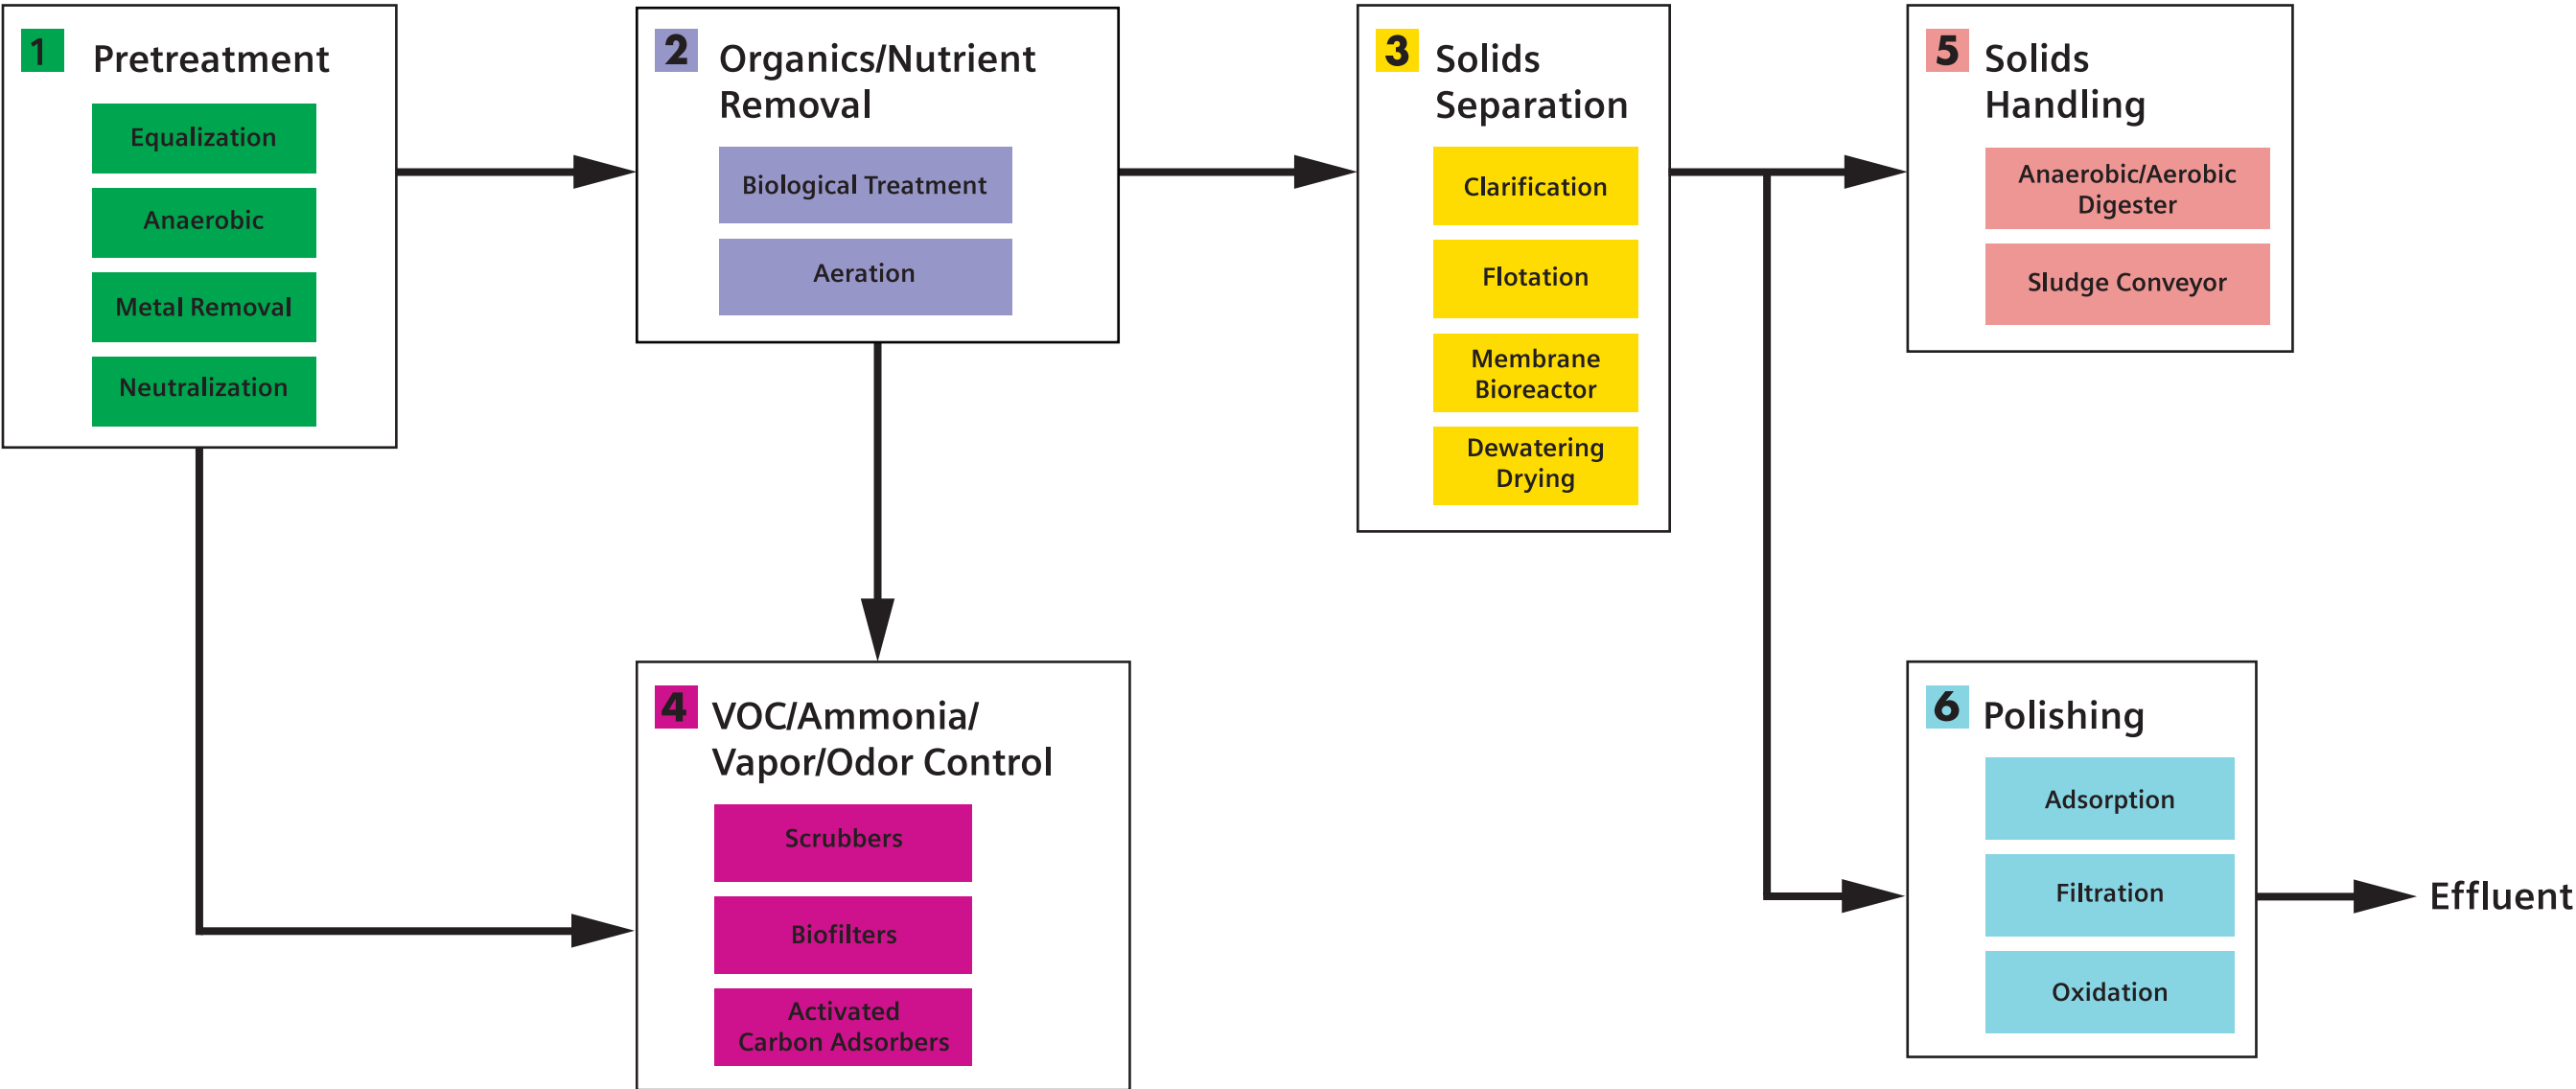 1 Pretreatment
Equalization
Anaerobic
Metal Removal
Neutralization
2 Organics/Nutrient
Removal
Biological Treatment
Aeration
3 Solids
Separation
Clarification
Flotation
Membrane
Bioreactor
Dewatering
Drying
5 Solids
Handling
Anaerobic/Aerobic
Digester
Sludge Conveyor
4 VOC/Ammonia/
Vapor/Odor Control
Scrubbers
Biofilters
Activated
Carbon Adsorbers
6 Polishing
Adsorption
Filtration
Oxidation
Effluent